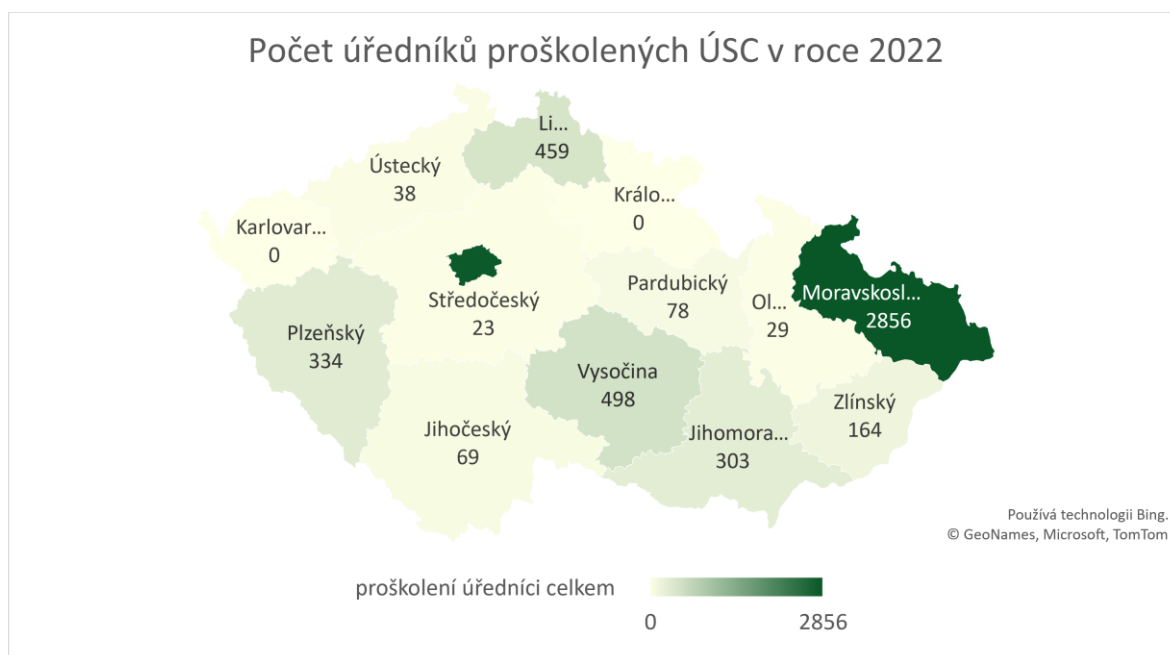 Počet úředníků proškolených ÚSC v roce 2022
Li...
459
Ústecký
38
Králo...
0
Karlovar...
0
Pardubický
78
Středočeský
23
Ol...
29
Moravskosl...
2856
Plzeňský
334
Vysočina
498
Zlínský
164
Jihočeský
69
Jihomora...
303
Používá technologii Bing.
© GeoNames, Microsoft, TomTom
proškolení úředníci celkem
0
2856